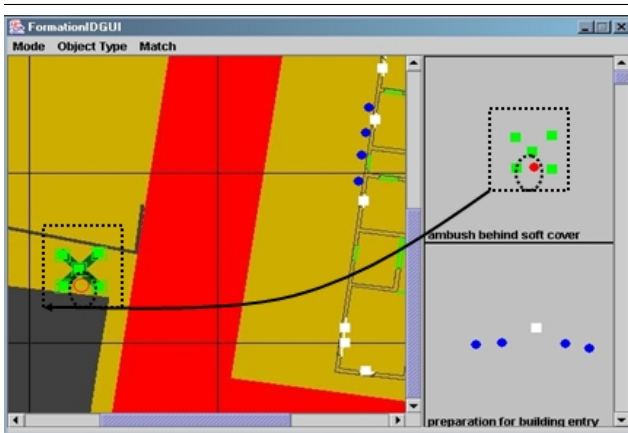 FormationIDGUI
Mode Object Type Match
ambush behind soft cover
preparation for building entry